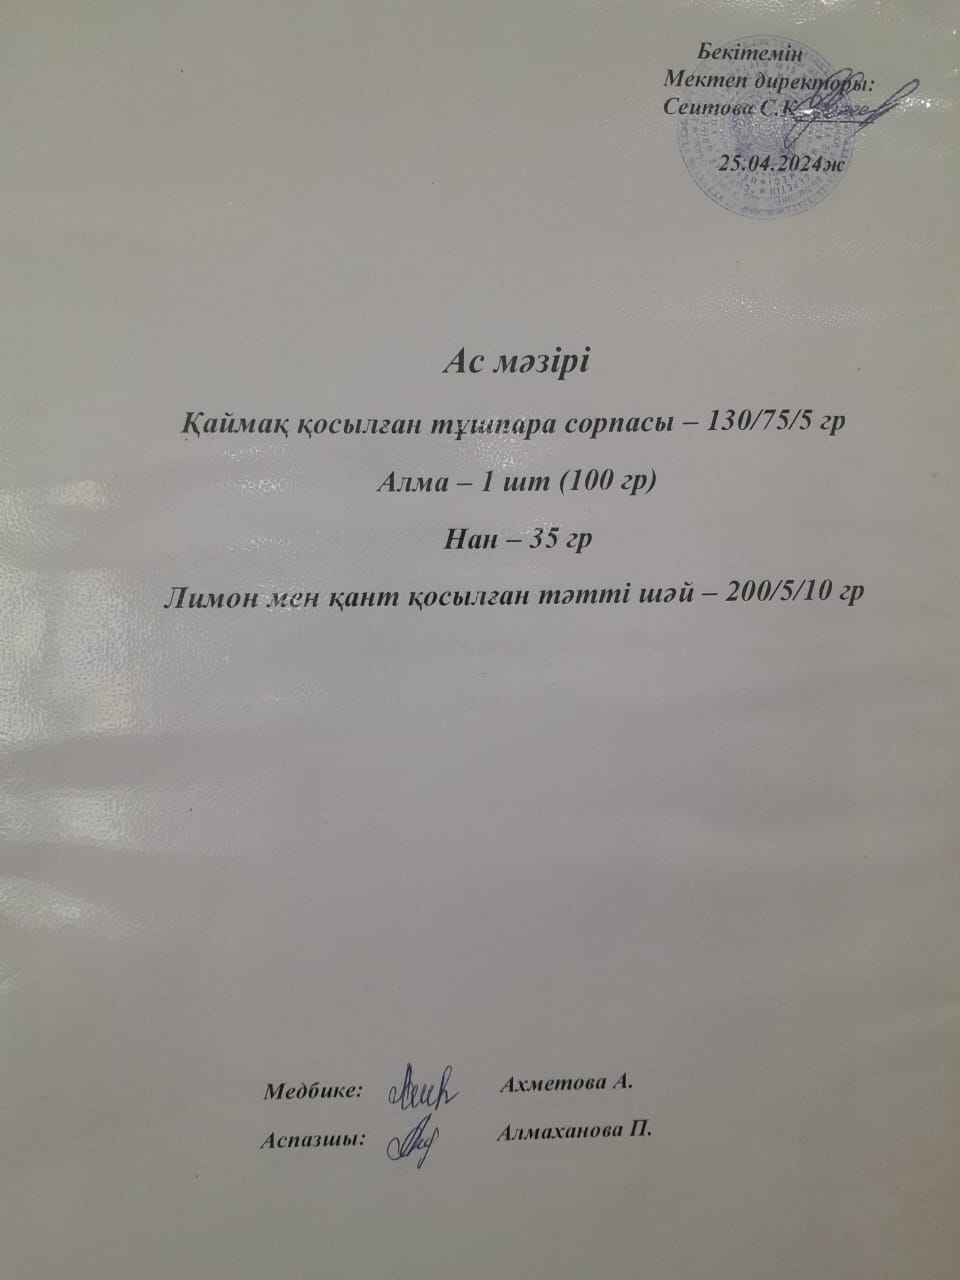 Бекітемін
Мектеп директоры:
Сеитова С.К
25.04.2024ж
Ас мәзірі
Қаймақ қосылған тұшпара сорпасы – 130/75/5 гр
Алма – 1 шт (100 гр)
Нан – 35 гр
Лимон мен қант қосылған тәтті шәй – 200/5/10 гр
Медбике: Ахметова А.
Аспазшы: Алмаханова П.